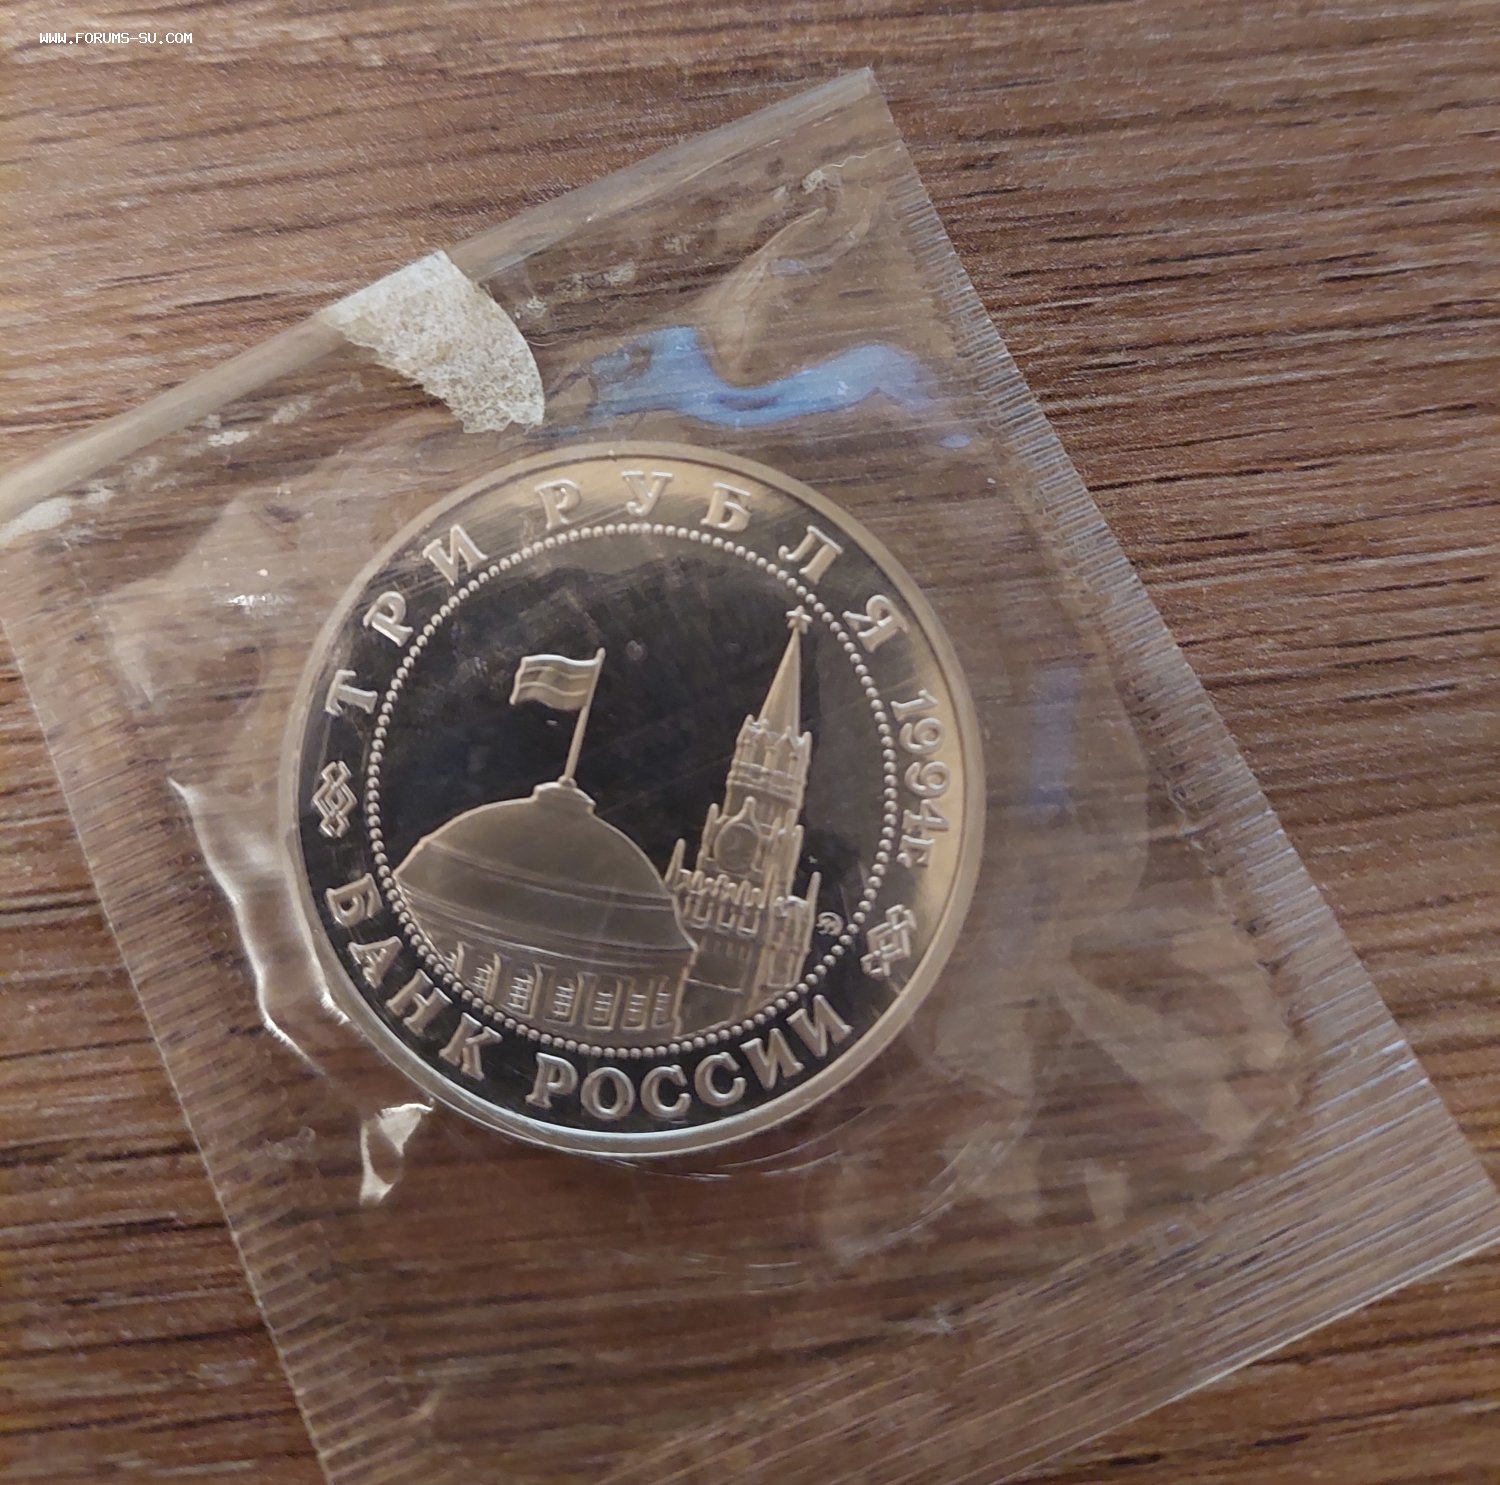 WWW.FORUMS-SU.COM
ТРИ РУБЛЯ 1994г.
БАНК РОССИИ